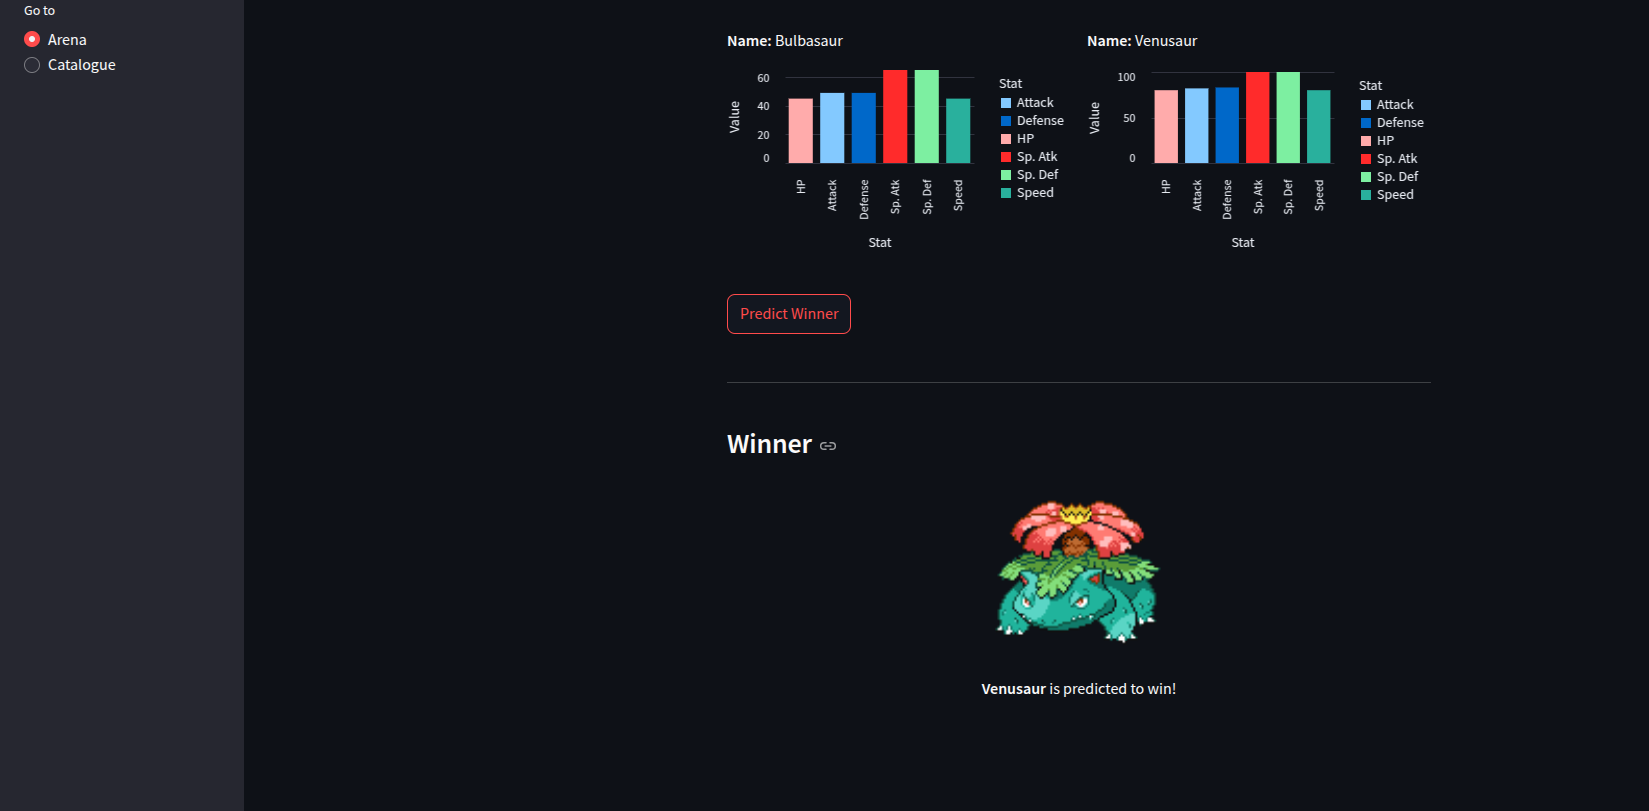 Go to
Arena
Catalogue
Name: Bulbasaur
60
40
20
0
Value
HP
Attack
Defense
Sp. Atk
Sp. Def
Speed
Stat
Stat
Attack
Defense
HP
Sp. Atk
Sp. Def
Speed
Name: Venusaur
100
50
0
Value
HP
Attack
Defense
Sp. Atk
Sp. Def
Speed
Stat
Stat
Attack
Defense
HP
Sp. Atk
Sp. Def
Speed
Predict Winner
Winner
Venusaur is predicted to win!